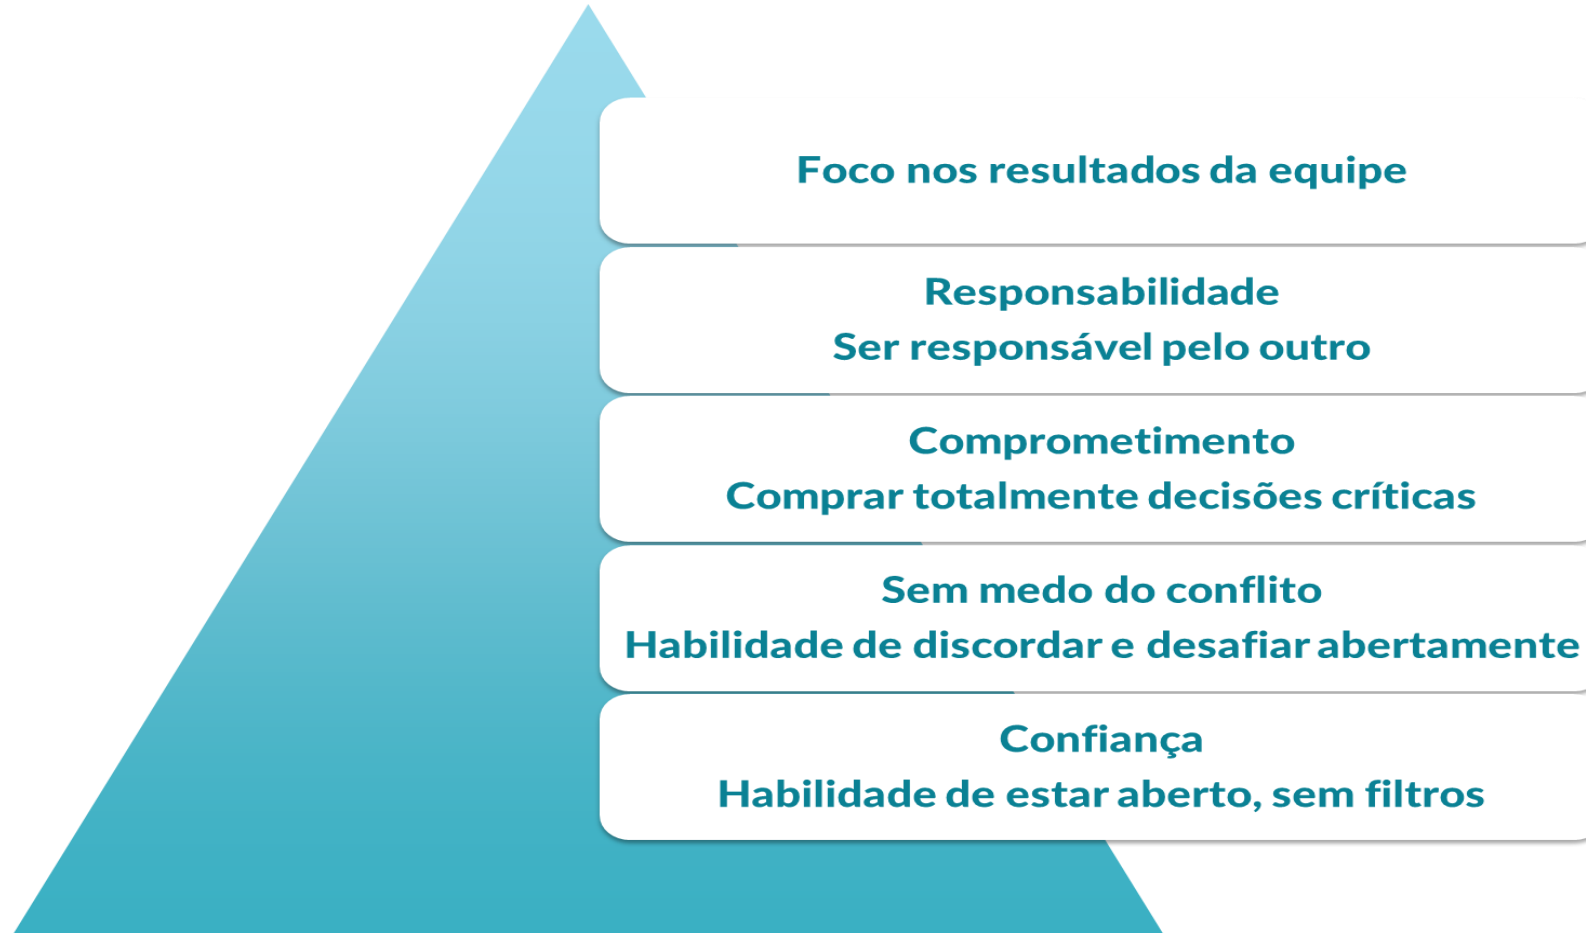 Foco nos resultados da equipe
Responsabilidade
Ser responsável pelo outro
Comprometimento
Comprar totalmente decisões críticas
Sem medo do conflito
Habilidade de discordar e desafiar abertamente
Confiança
Habilidade de estar aberto, sem filtros